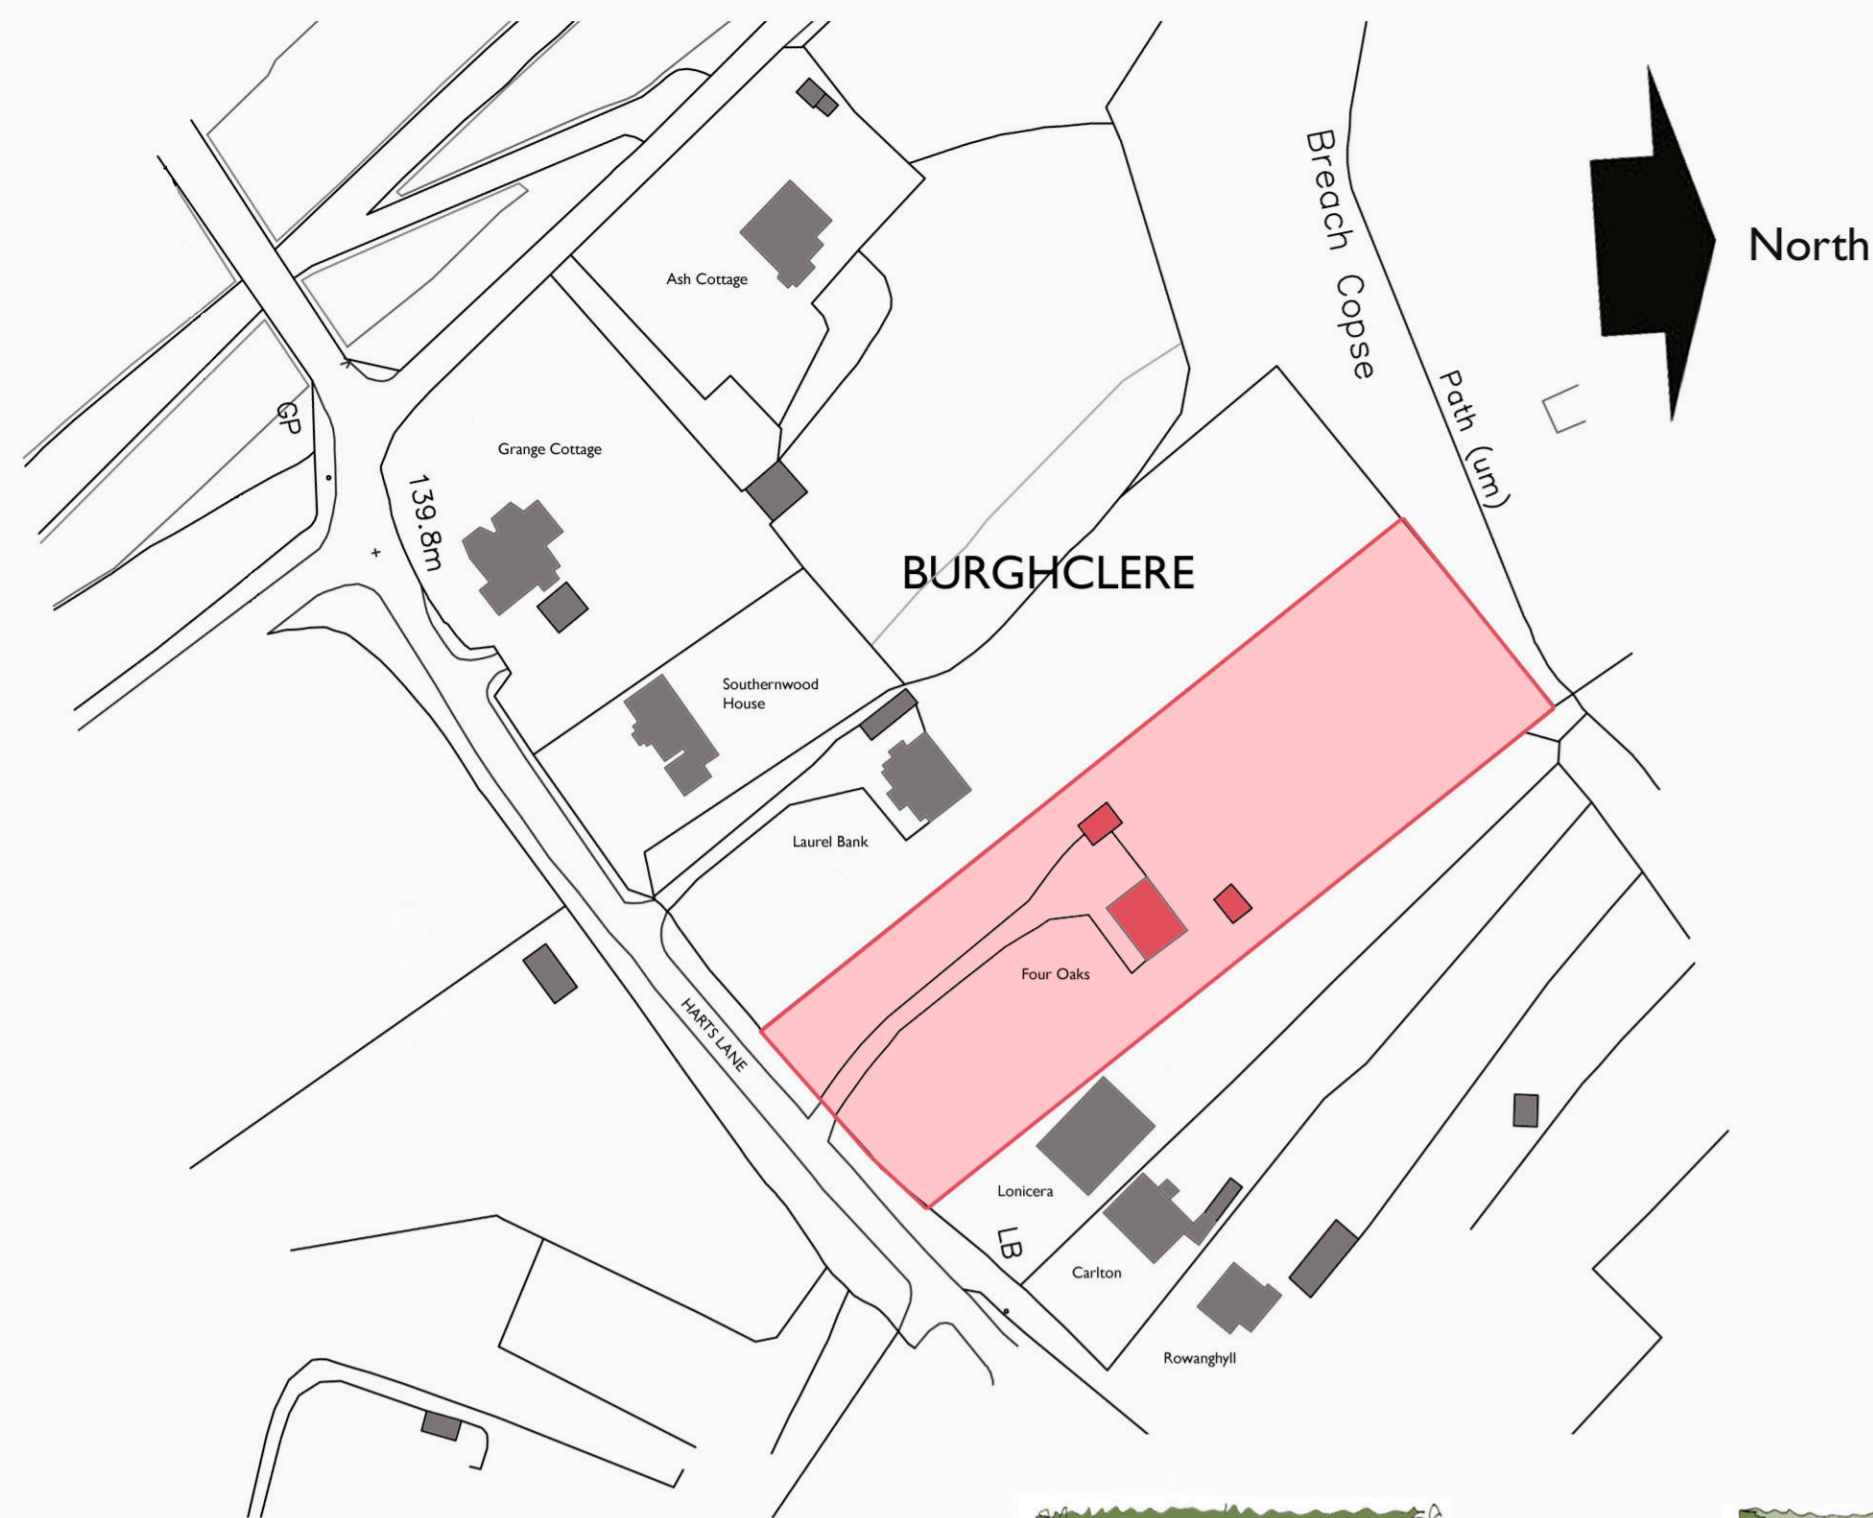 Breach Copse
North
Ash Cottage
Path (um)
GP
Grange Cottage
139.8m
BURGHCLERE
Southernwood
House
Laurel Bank
Four Oaks
HARTS LANE
Lonicera
LB
Carlton
Rowanghyll